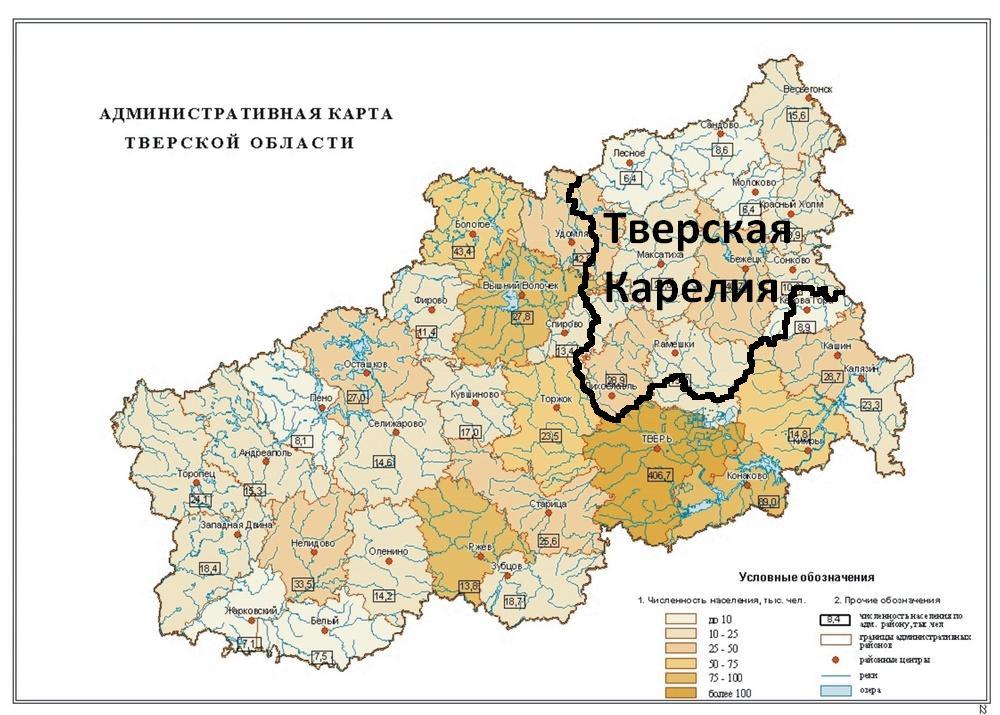 АДМИНИСТРАТИВНАЯ КАРТА
ТВЕРСКОЙ ОБЛАСТИ
Весьегонск
15,6
Сандово
8,6
Лесное
6,4
Молоково
6,4
Красный Холм
Тверская
Карелия
Бологое
43,4
Удомля
Максатиха
Бежецк
Сонково
Вышний Волочек
27,8
Фирово
11,4
Спирово
13,4
8,9
Рамешки
Кашин
28,7
Калязин
23,3
Осташков
27,0
28,9
Лихославль
Пено
8,1
Кувшиново
17,0
Торжок
23,5
Селижарово
14,6
ТВЕРЬ
406,7
14,8
Кимры
Андреаполь
15,3
Торопец
24,1
Конаково
89,0
Западная Двина
18,4
Старица
25,6
Нелидово
33,5
Оленино
14,2
Ржев
13,8
Зубцов
18,7
Жарковский
7,1
Белый
7,5
Условные обозначения
1. Численность населения, тыс. чел.
до 10
10 - 25
25 - 50
50 - 75
75 - 100
более 100
2. Прочие обозначения
8,4
численность населения по
адм. району, тыс. чел
границы административных
районов
районные центры
реки
озера